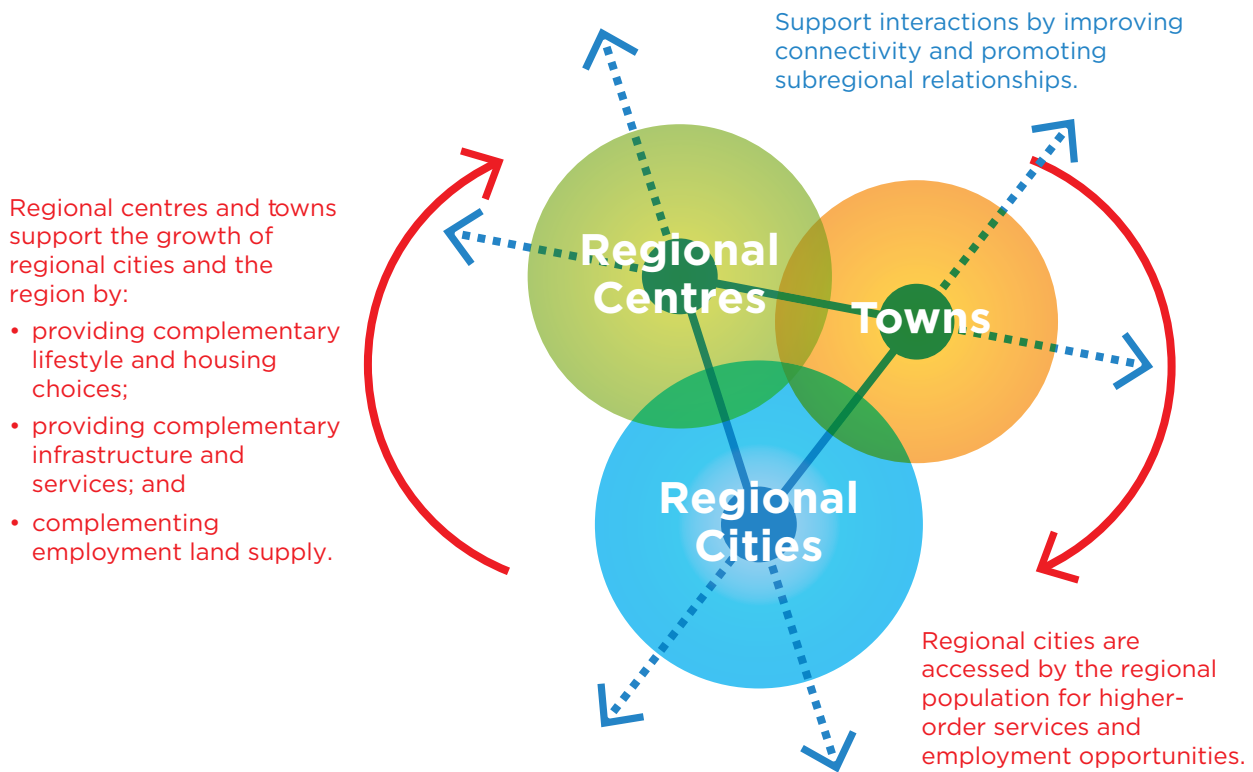 Support interactions by improving
connectivity and promoting
subregional relationships.
Regional centres and towns
support the growth of
regional cities and the
region by:
• providing complementary
lifestyle and housing
choices;
• providing complementary
infrastructure and
services; and
• complementing
employment land supply.
Regional
Centres
Towns
Regional
Cities
Regional cities are
accessed by the regional
population for higher-
order services and
employment opportunities.